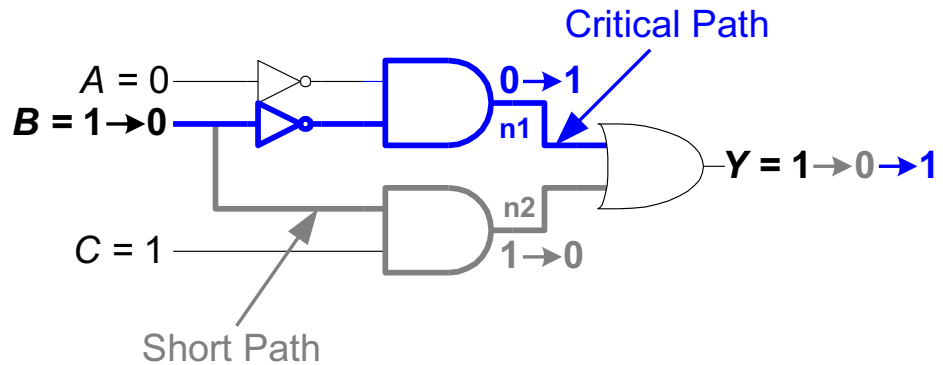 Critical Path
A = 0
0→1
B = 1→0
n1
Y = 1→0→1
n2
C = 1
1→0
Short Path